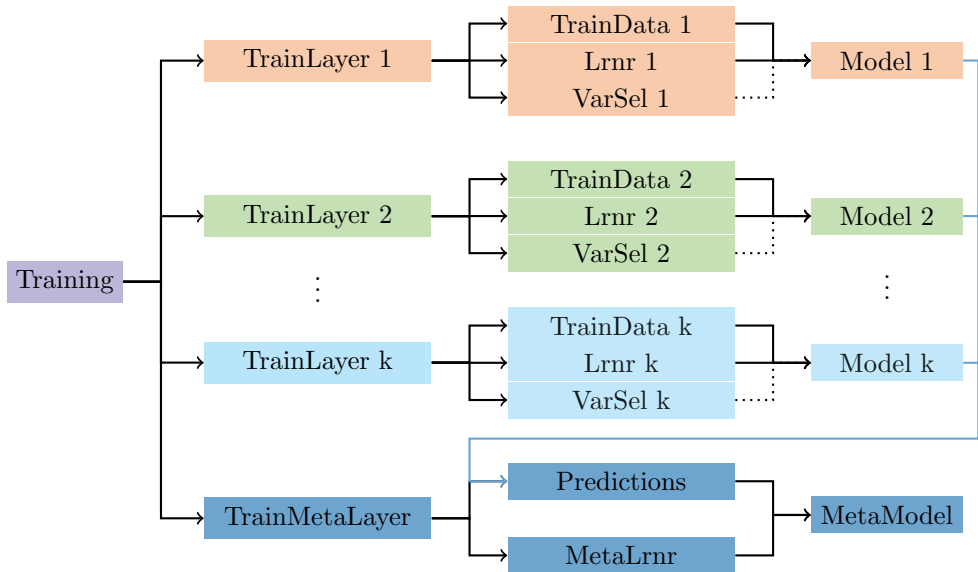 TrainData 1
TrainLayer 1
Lrnr 1
Model 1
VarSel 1
TrainData 2
TrainLayer 2
Lrnr 2
Model 2
VarSel 2
Training
⋮
⋮
TrainData k
TrainLayer k
Lrnr k
Model k
VarSel k
Predictions
TrainMetaLayer
MetaModel
MetaLrnr